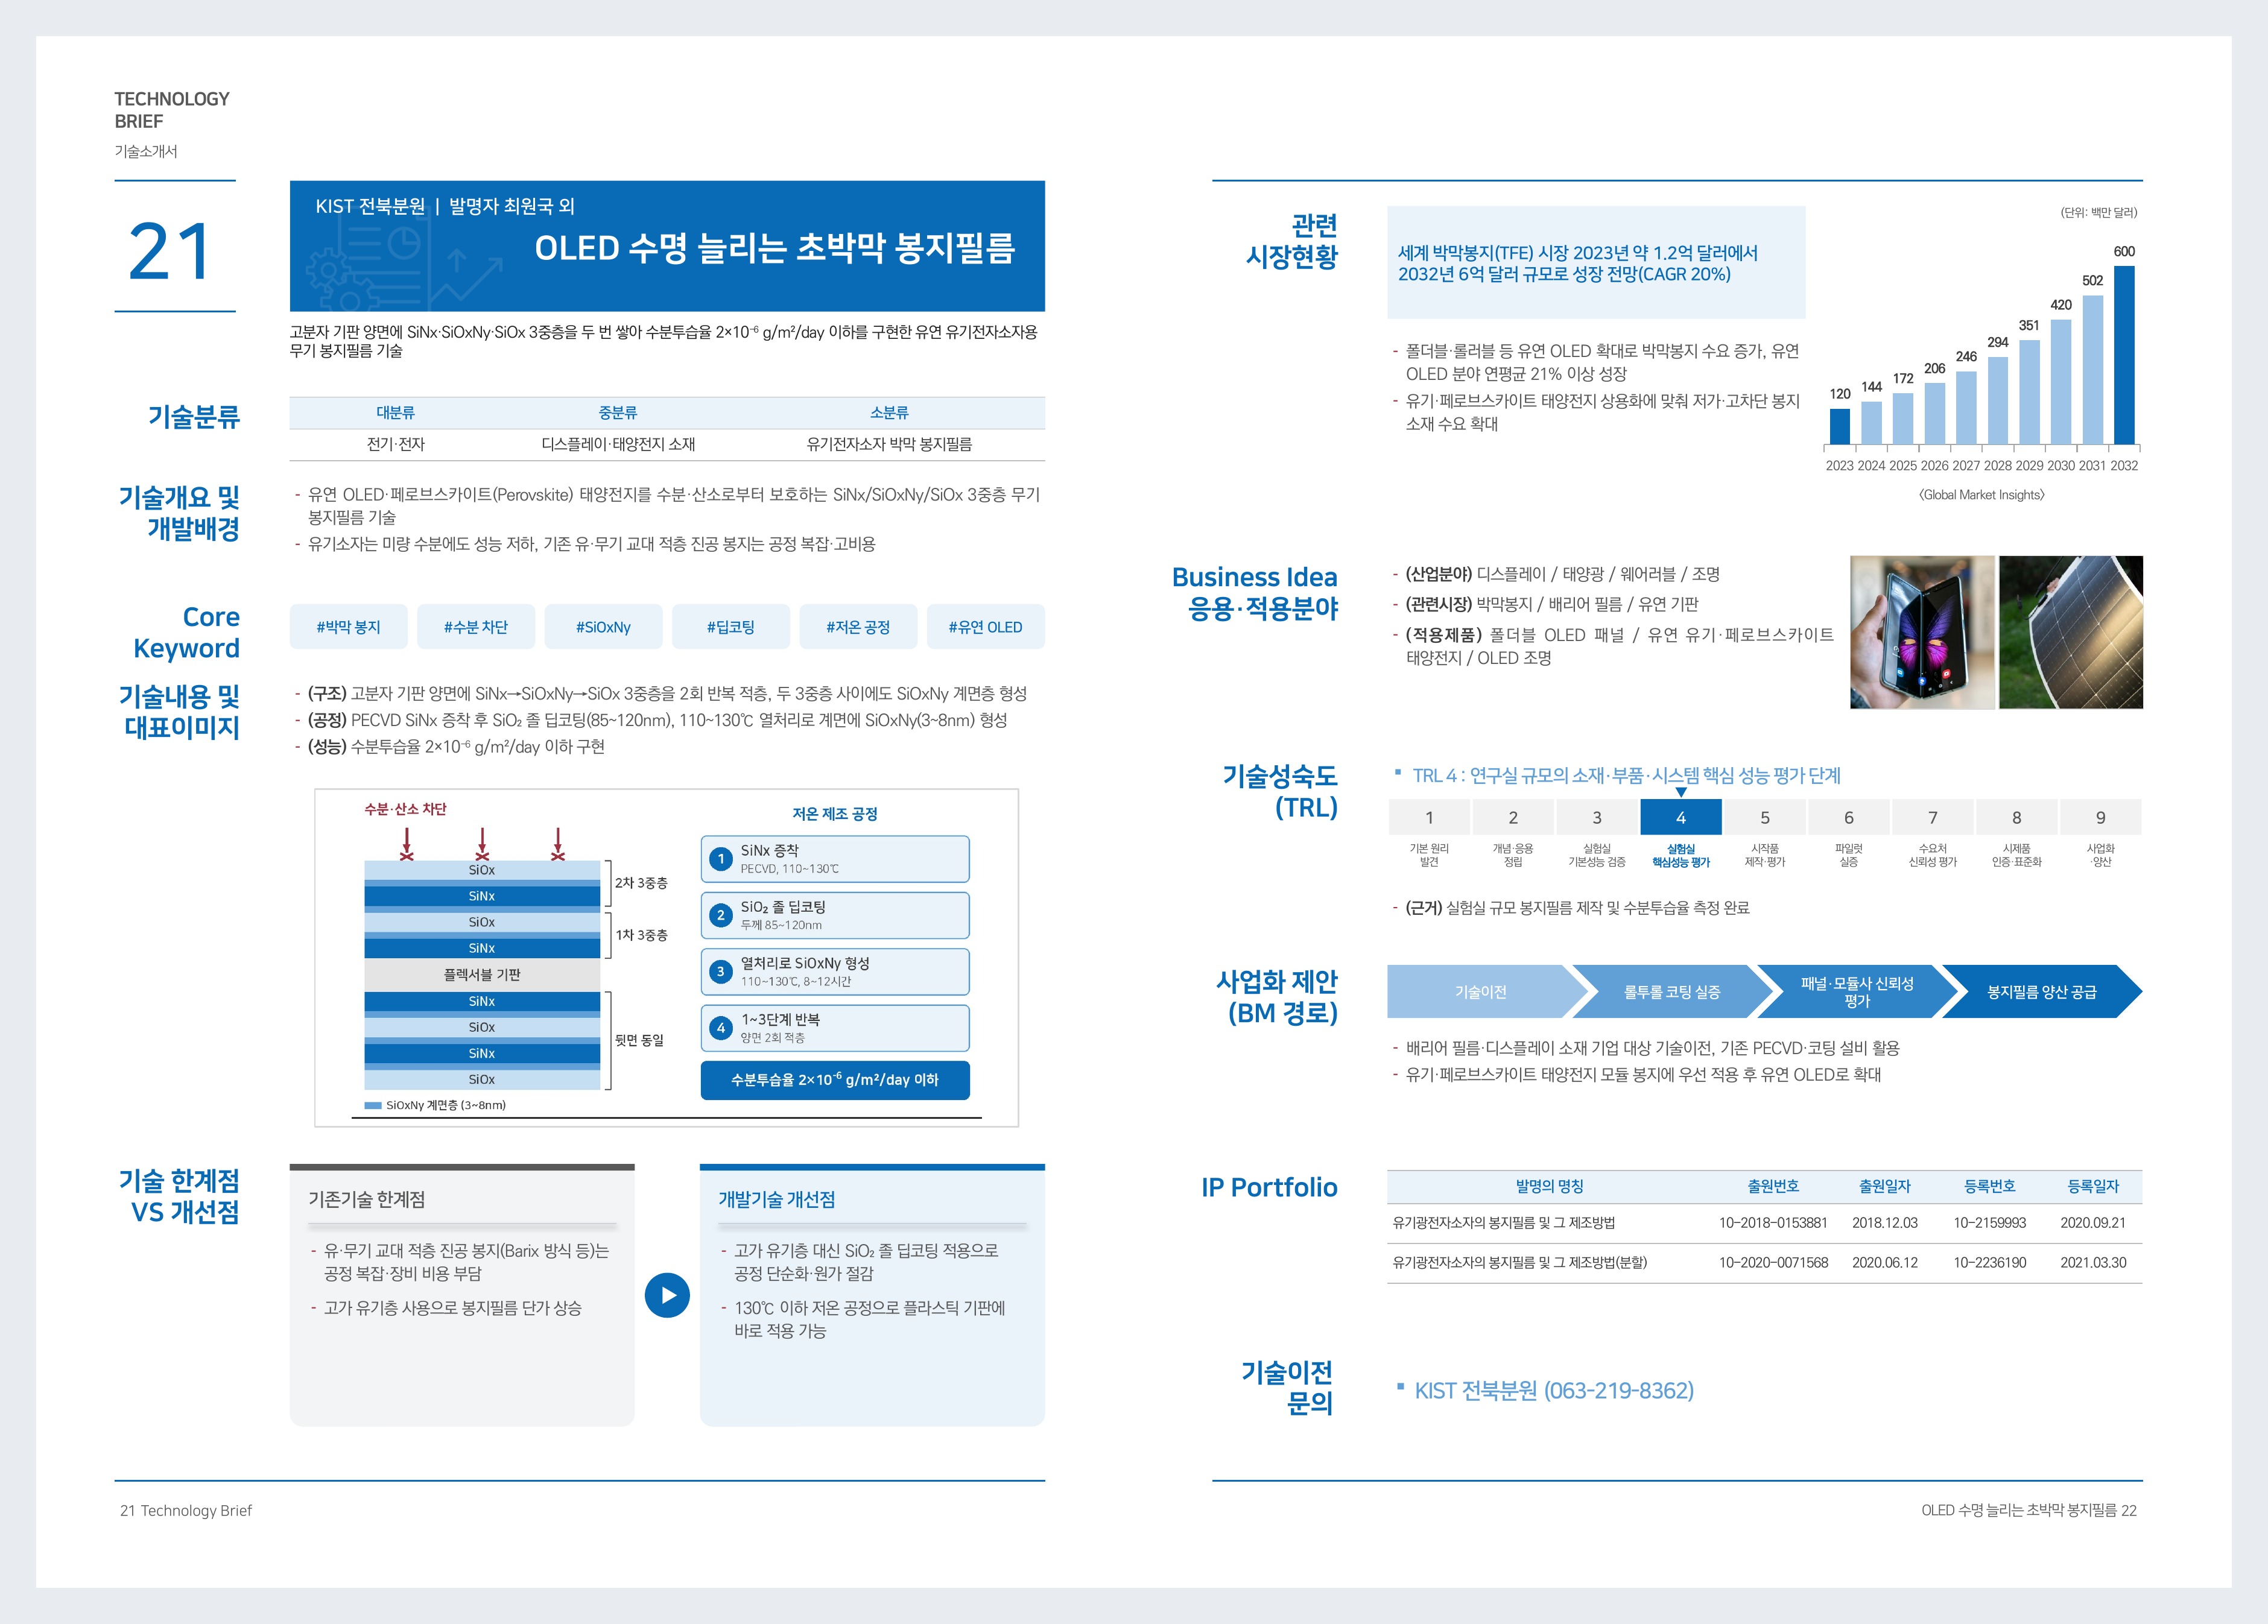 TECHNOLOGY
BRIEF
기술소개서
21
KIST 전북분원 | 발명자 최원국 외
OLED 수명 늘리는 초박막 봉지필름
고분자 기판 양면에 SiNx·SiOxNy·SiOx 3중층을 두 번 쌓아 수분투습율 2×10⁻⁶ g/m²/day 이하를 구현한 유연 유기전자소자용
무기 봉지필름 기술
기술분류
대분류 중분류 소분류
전기·전자 디스플레이·태양전지 소재 유기전자소자 박막 봉지필름
기술개요 및
개발배경
- 유연 OLED·페로브스카이트(Perovskite) 태양전지를 수분·산소로부터 보호하는 SiNx/SiOxNy/SiOx 3중층 무기
봉지필름 기술
- 유기소자는 미량 수분에도 성능 저하, 기존 유·무기 교대 적층 진공 봉지는 공정 복잡·고비용
Core
Keyword
#박막 봉지 #수분 차단 #SiOxNy #딥코팅 #저온 공정 #유연 OLED
기술내용 및
대표이미지
- (구조) 고분자 기판 양면에 SiNx→SiOxNy→SiOx 3중층을 2회 반복 적층, 두 3중층 사이에도 SiOxNy 계면층 형성
- (공정) PECVD SiNx 증착 후 SiO₂ 졸 딥코팅(85~120nm), 110~130℃ 열처리로 계면에 SiOxNy(3~8nm) 형성
- (성능) 수분투습율 2×10⁻⁶ g/m²/day 이하 구현
수분·산소 차단
SiOx
SiNx
2차 3중층
SiOx
SiNx
1차 3중층
플렉서블 기판
SiNx
SiOx
SiNx
SiOx
뒷면 동일
SiOxNy 계면층 (3~8nm)
저온 제조 공정
1 SiNx 증착
PECVD, 110~130℃
2 SiO₂ 졸 딥코팅
두께 85~120nm
3 열처리로 SiOxNy 형성
110~130℃, 8~12시간
4 1~3단계 반복
양면 2회 적층
수분투습율 2×10⁻⁶ g/m²/day 이하
기술 한계점
VS 개선점
기존기술 한계점
- 유·무기 교대 적층 진공 봉지(Barix 방식 등)는
공정 복잡·장비 비용 부담
- 고가 유기층 사용으로 봉지필름 단가 상승
개발기술 개선점
- 고가 유기층 대신 SiO₂ 졸 딥코팅 적용으로
공정 단순화·원가 절감
- 130℃ 이하 저온 공정으로 플라스틱 기판에
바로 적용 가능
21 Technology Brief
관련
시장현황
세계 박막봉지(TFE) 시장 2023년 약 1.2억 달러에서
2032년 6억 달러 규모로 성장 전망(CAGR 20%)
- 폴더블·롤러블 등 유연 OLED 확대로 박막봉지 수요 증가, 유연
OLED 분야 연평균 21% 이상 성장
- 유기·페로브스카이트 태양전지 상용화에 맞춰 저가·고차단 봉지
소재 수요 확대
(단위: 백만 달러)
120 144 172 206 246 294 351 420 502 600
2023 2024 2025 2026 2027 2028 2029 2030 2031 2032
〈Global Market Insights〉
Business Idea
응용·적용분야
- (산업분야) 디스플레이 / 태양광 / 웨어러블 / 조명
- (관련시장) 박막봉지 / 배리어 필름 / 유연 기판
- (적용제품) 폴더블 OLED 패널 / 유연 유기·페로브스카이트
태양전지 / OLED 조명
기술성숙도
(TRL)
▪ TRL 4 : 연구실 규모의 소재·부품·시스템 핵심 성능 평가 단계
1 2 3 4 5 6 7 8 9
기본 원리 개념·응용 실험실 실험실 시작품 파일럿 수요처 시제품 사업화
발견 정립 기본성능 검증 핵심성능 평가 제작·평가 실증 신뢰성 평가 인증·표준화 ·양산
- (근거) 실험실 규모 봉지필름 제작 및 수분투습율 측정 완료
사업화 제안
(BM 경로)
기술이전
롤투롤 코팅 실증
패널·모듈사 신뢰성
평가
봉지필름 양산 공급
- 배리어 필름·디스플레이 소재 기업 대상 기술이전, 기존 PECVD·코팅 설비 활용
- 유기·페로브스카이트 태양전지 모듈 봉지에 우선 적용 후 유연 OLED로 확대
IP Portfolio
발명의 명칭 출원번호 출원일자 등록번호 등록일자
유기광전자소자의 봉지필름 및 그 제조방법 10-2018-0153881 2018.12.03 10-2159993 2020.09.21
유기광전자소자의 봉지필름 및 그 제조방법(분할) 10-2020-0071568 2020.06.12 10-2236190 2021.03.30
기술이전
문의
▪ KIST 전북분원 (063-219-8362)
OLED 수명 늘리는 초박막 봉지필름 22